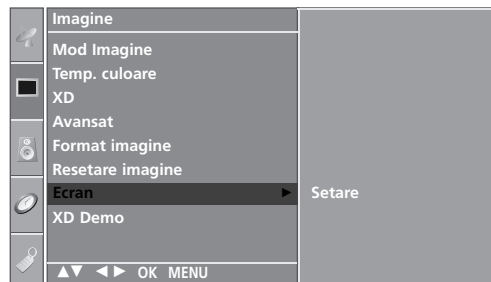 Imagine
Mod Imagine
Temp. culoare
XD
Avansat
Format imagine
Resetare imagine
Ecran ► Setare
XD Demo
▲▼ ◄► OK MENU